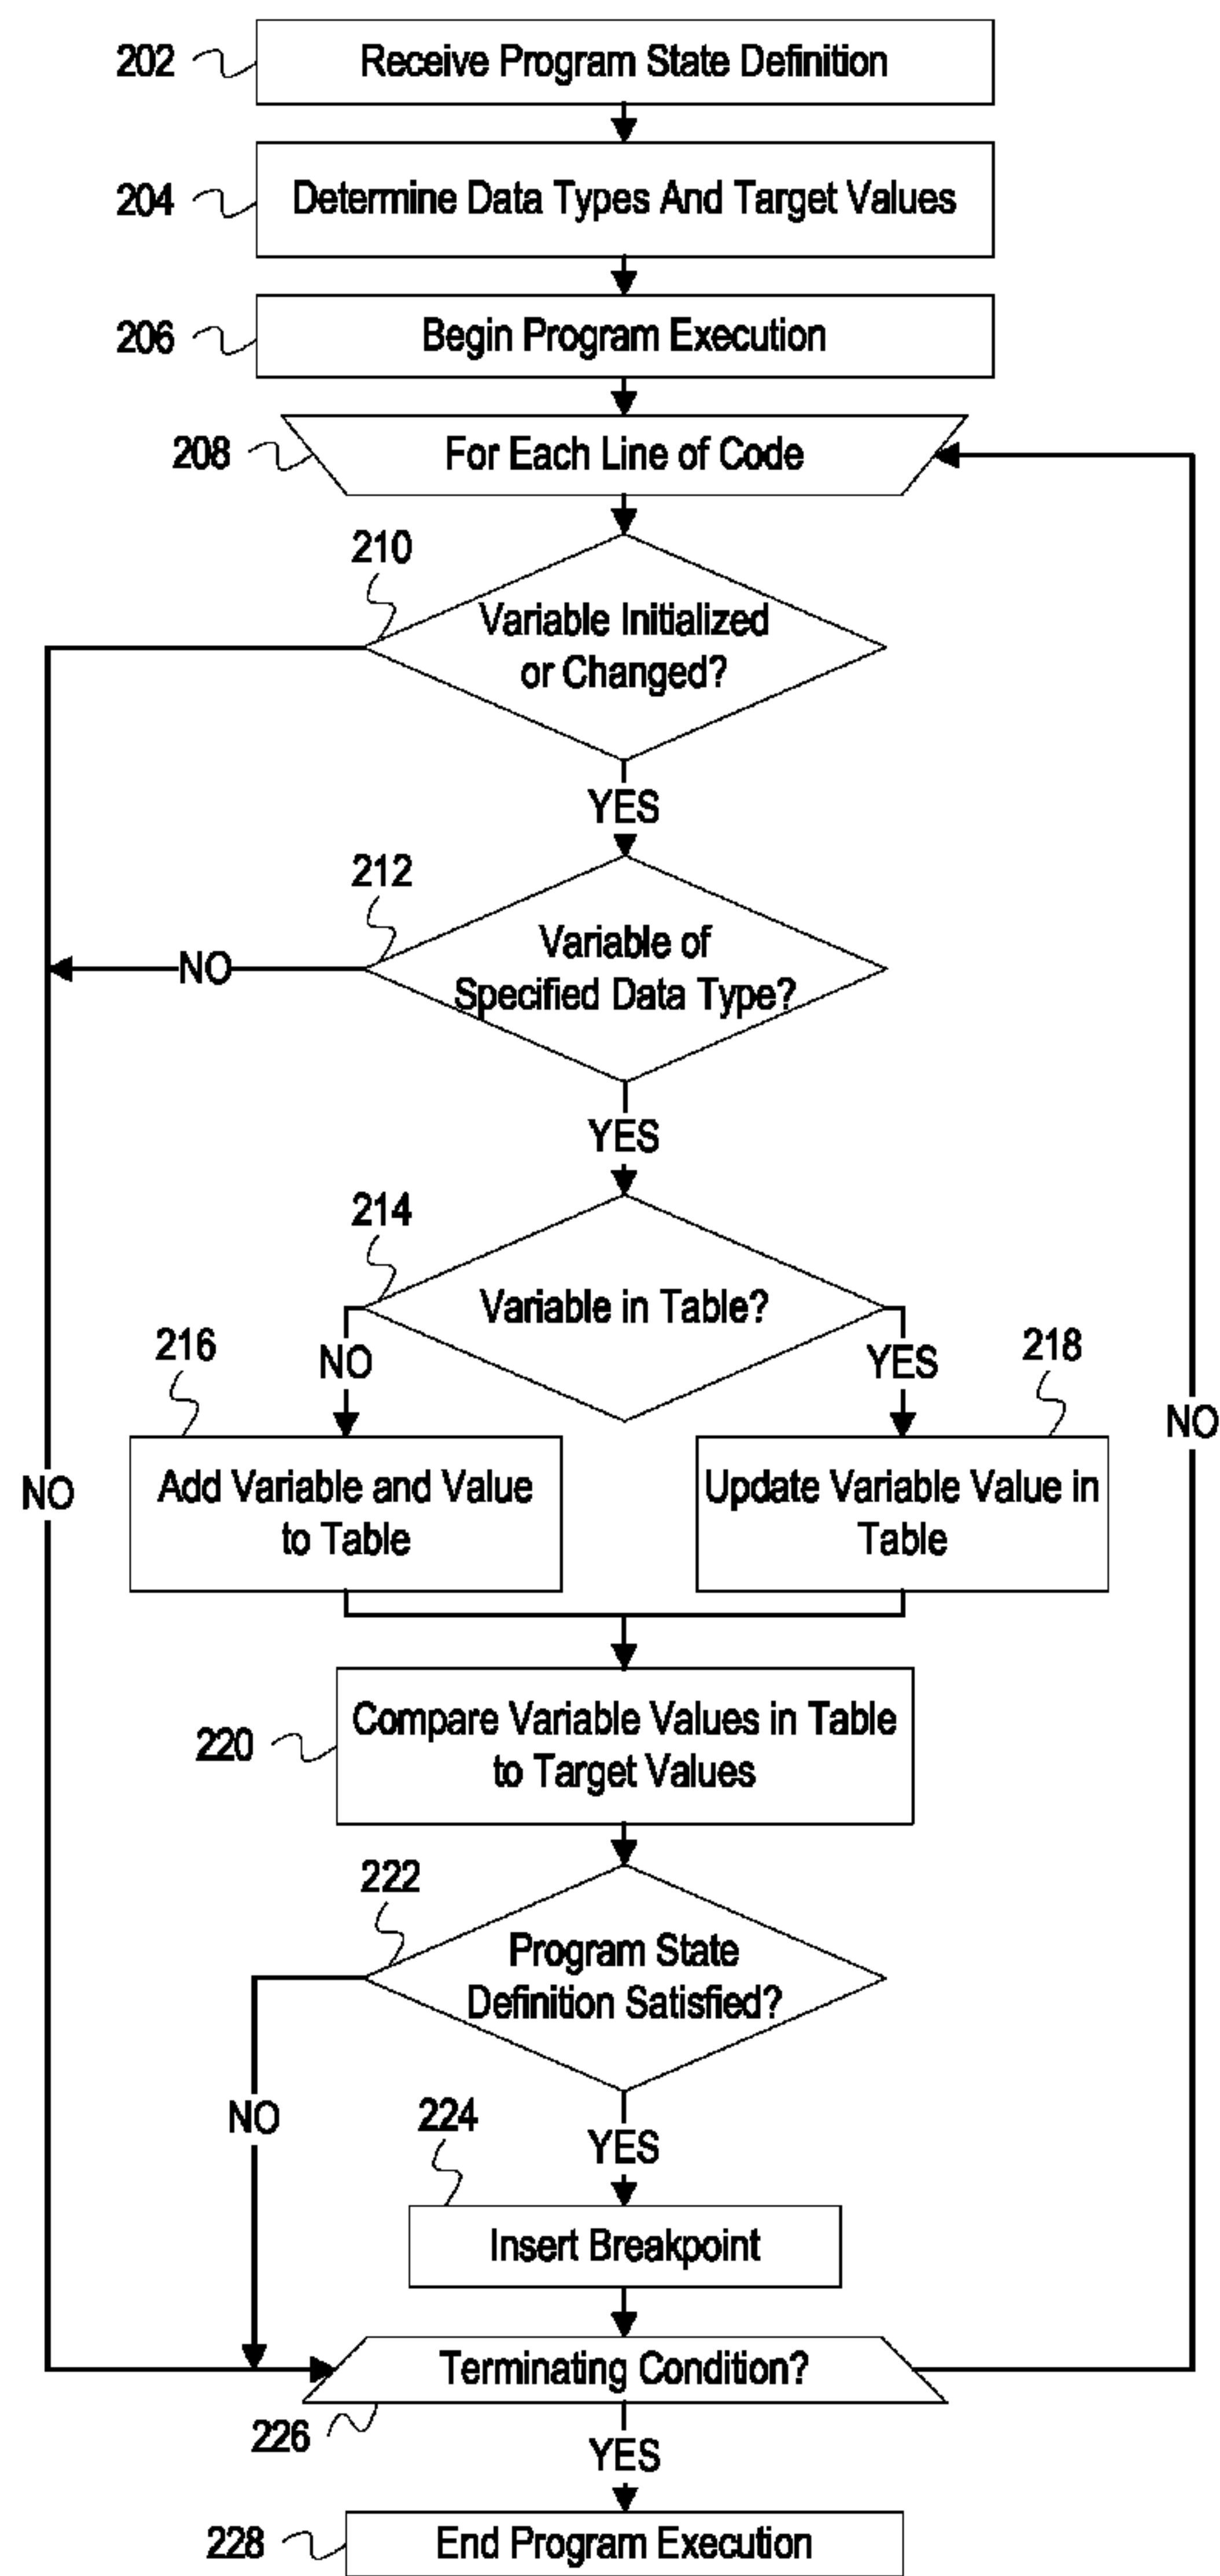 202
Receive Program State Definition
204
Determine Data Types And Target Values
206
Begin Program Execution
208
For Each Line of Code
210
Variable Initialized
or Changed?
YES
212
Variable of
Specified Data Type?
NO
YES
214
Variable in Table?
216
NO
YES
218
Add Variable and Value
to Table
Update Variable Value in
Table
NO
NO
220
Compare Variable Values in Table
to Target Values
222
Program State
Definition Satisfied?
NO
224
YES
Insert Breakpoint
Terminating Condition?
226
YES
228
End Program Execution